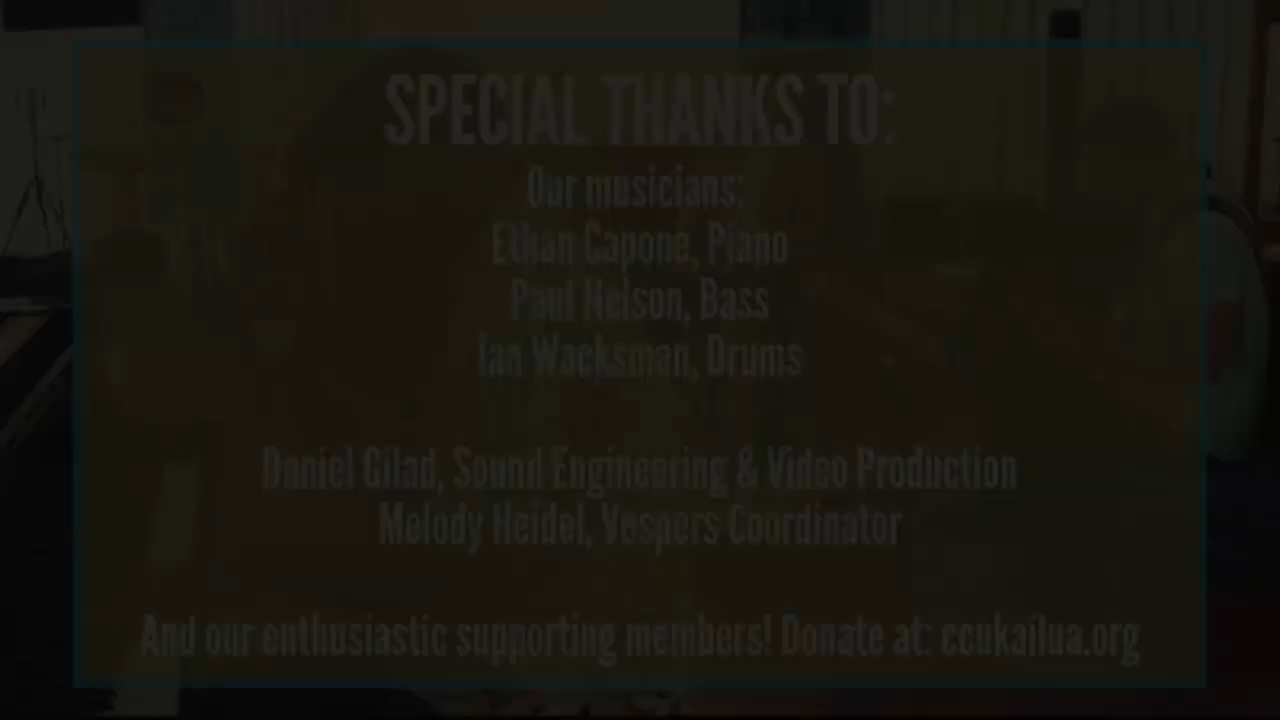 SPECIAL THANKS TO:
Our musicians:
Ethan Capone, Piano
Paul Nelson, Bass
Ian Wacksman, Drums
Daniel Gilad, Sound Engineering & Video Production
Melody Heidel, Vespers Coordinator
And our enthusiastic supporting members! Donate at: ccukailua.org